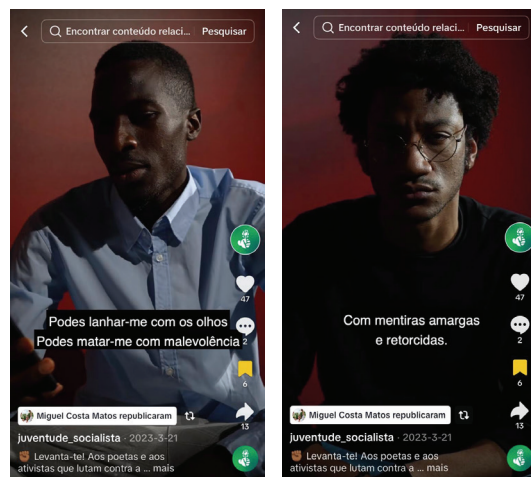 Encontrar conteúdo relaci... Pesquisar
47
Podes lanhar-me com os olhos
Podes matar-me com malevolência
2
6
Miguel Costa Matos republicaram
13
juventude_socialista · 2023-3-21
✊🏾 Levanta-te! Aos poetas e aos
ativistas que lutam contra a ... mais
Encontrar conteúdo relaci... Pesquisar
47
Com mentiras amargas
e retorcidas.
2
6
Miguel Costa Matos republicaram
13
juventude_socialista · 2023-3-21
✊🏾 Levanta-te! Aos poetas e aos
ativistas que lutam contra a ... mais